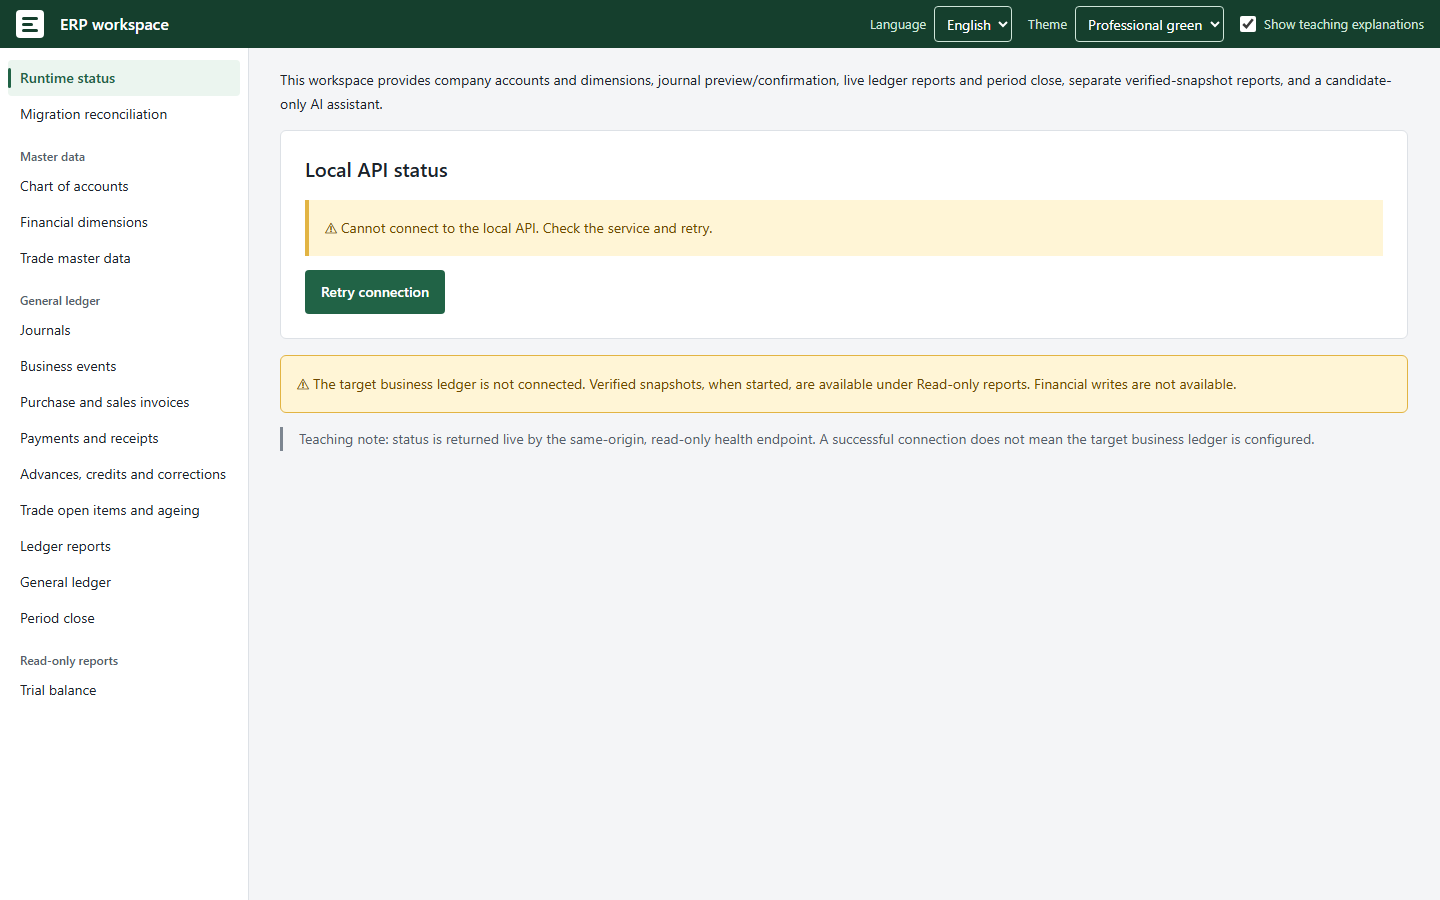 ERP workspace
Language
English
Theme
Professional green
Show teaching explanations
Runtime status
Migration reconciliation
Master data
Chart of accounts
Financial dimensions
Trade master data
General ledger
Journals
Business events
Purchase and sales invoices
Payments and receipts
Advances, credits and corrections
Trade open items and ageing
Ledger reports
General ledger
Period close
Read-only reports
Trial balance
This workspace provides company accounts and dimensions, journal preview/confirmation, live ledger reports and period close, separate verified-snapshot reports, and a candidate-
only AI assistant.
Local API status
⚠ Cannot connect to the local API. Check the service and retry.
Retry connection
⚠ The target business ledger is not connected. Verified snapshots, when started, are available under Read-only reports. Financial writes are not available.
Teaching note: status is returned live by the same-origin, read-only health endpoint. A successful connection does not mean the target business ledger is configured.